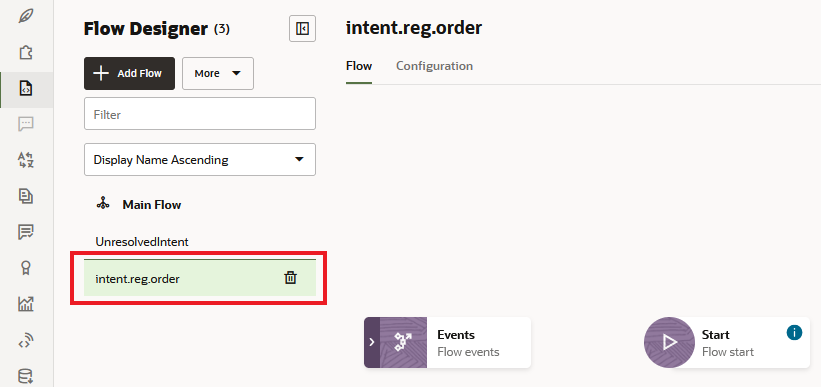 Flow Designer (3)
Add Flow
More
Filter
Display Name Ascending
Main Flow
UnresolvedIntent
intent.reg.order
intent.reg.order
Flow
Configuration
Events
Flow events
Start
Flow start